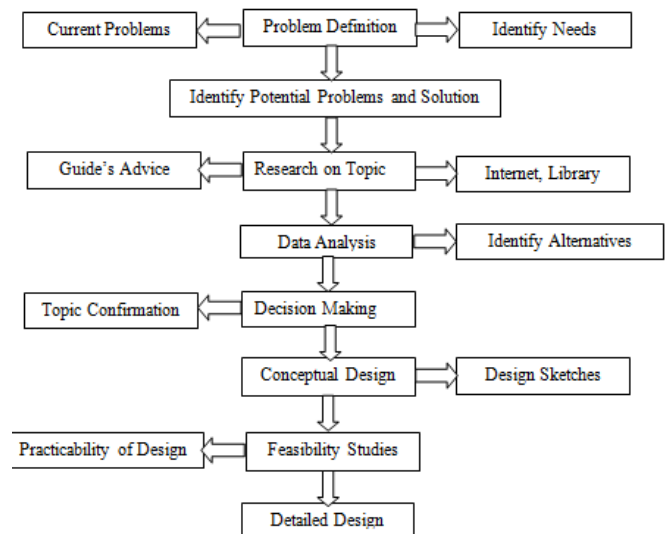 Current Problems
Problem Definition
Identify Needs
Identify Potential Problems and Solution
Guide's Advice
Research on Topic
Internet, Library
Data Analysis
Identify Alternatives
Topic Confirmation
Decision Making
Conceptual Design
Design Sketches
Practicability of Design
Feasibility Studies
Detailed Design